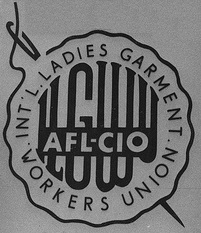 INT'L. LADIES GARMENT
ILGWU
AFL-CIO
WORKERS UNION